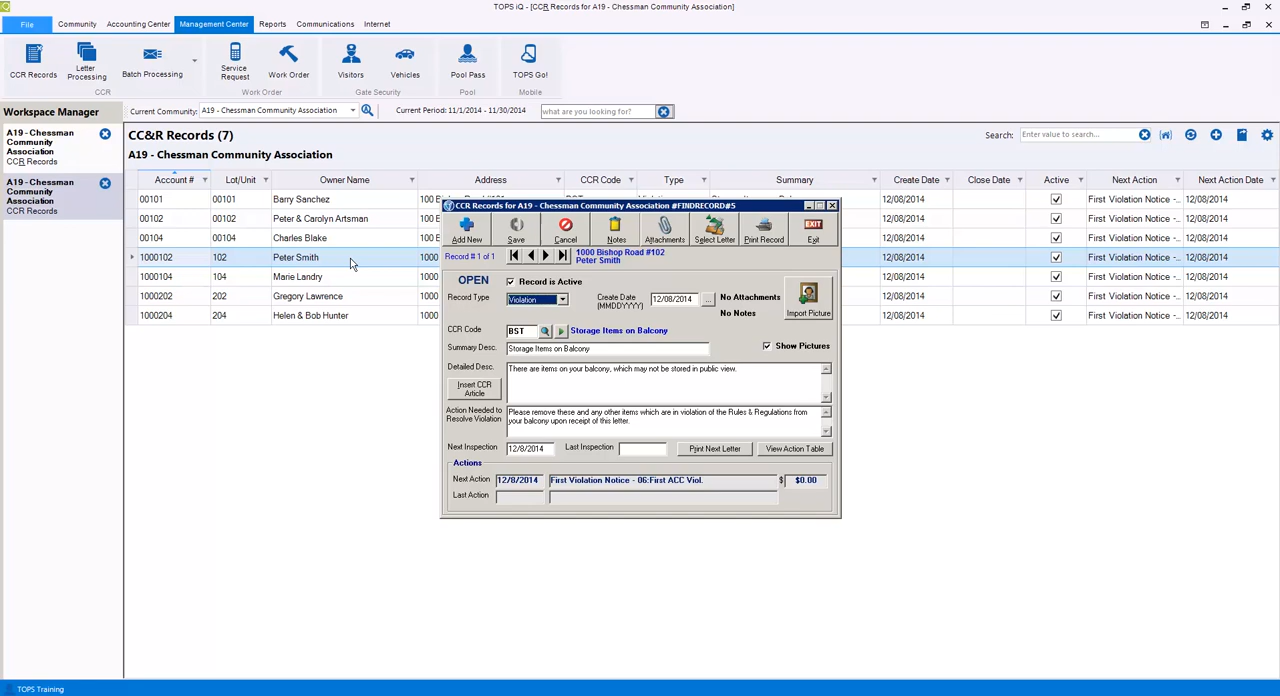 TOPS iQ - [CCR Records for A19 - Chessman Community Association]
File Community Accounting Center Management Center Reports Communications Internet
CCR Records
Letter Processing
Batch Processing
Service Request
Work Order
Visitors
Vehicles
Pool Pass
TOPS Go!
CCR Work Order Gate Security Pool Mobile
Workspace Manager
Current Community: A19 - Chessman Community Association Current Period: 11/1/2014 - 11/30/2014 what are you looking for?
A19 - Chessman
Community
Association
CCR Records
A19 - Chessman
Community
Association
CCR Records
CC&R Records (7)
Search: Enter value to search...
A19 - Chessman Community Association
Account # Lot/Unit Owner Name Address CCR Code Type Summary Create Date Close Date Active Next Action Next Action Date
00101 00101 Barry Sanchez 12/08/2014 First Violation Notice -... 12/08/2014
00102 00102 Peter & Carolyn Artsman 100 E 12/08/2014 First Violation Notice -... 12/08/2014
00104 00104 Charles Blake 100 E 12/08/2014 First Violation Notice -... 12/08/2014
1000102 102 Peter Smith 1000 12/08/2014 First Violation Notice -... 12/08/2014
1000104 104 Marie Landry 1000 12/08/2014 First Violation Notice -... 12/08/2014
1000202 202 Gregory Lawrence 1000 12/08/2014 First Violation Notice -... 12/08/2014
1000204 204 Helen & Bob Hunter 1000 12/08/2014 First Violation Notice -... 12/08/2014
CCR Records for A19 - Chessman Community Association #FINDRECORD#5
Add New Save Cancel Notes Attachments Select Letter Print Record EXIT Exit
Record # 1 of 1
1000 Bishop Road #102
Peter Smith
OPEN Record is Active
Record Type Violation Create Date (MMDDYYYY) 12/08/2014 ... No Attachments
No Notes
Import Picture
CCR Code BST Storage Items on Balcony
Summary Desc. Storage Items on Balcony Show Pictures
Detailed Desc. There are items on your balcony, which may not be stored in public view.
Insert CCR Article
Action Needed to Resolve Violation
Please remove these and any other items which are in violation of the Rules & Regulations from
your balcony upon receipt of this letter.
Next Inspection 12/8/2014 Last Inspection Print Next Letter View Action Table
Actions
Next Action 12/8/2014 First Violation Notice - 06:First ACC Viol. $ $0.00
Last Action
TOPS Training